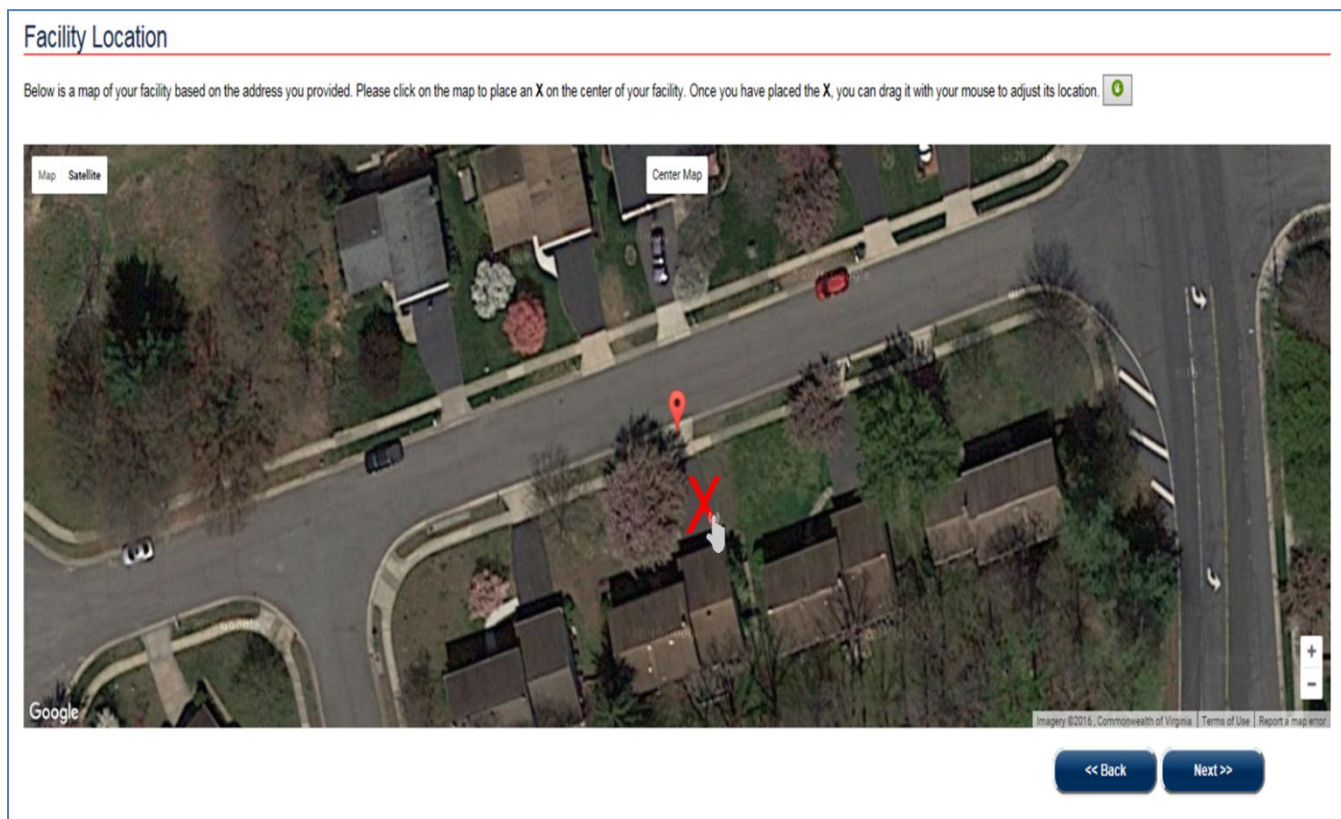 Facility Location
Below is a map of your facility based on the address you provided. Please click on the map to place an X on the center of your facility. Once you have placed the X, you can drag it with your mouse to adjust its location.
Map Satellite
Center Map
X
Google
+
−
Imagery ©2016 , Commonwealth of Virginia Terms of Use Report a map error
<< Back Next >>